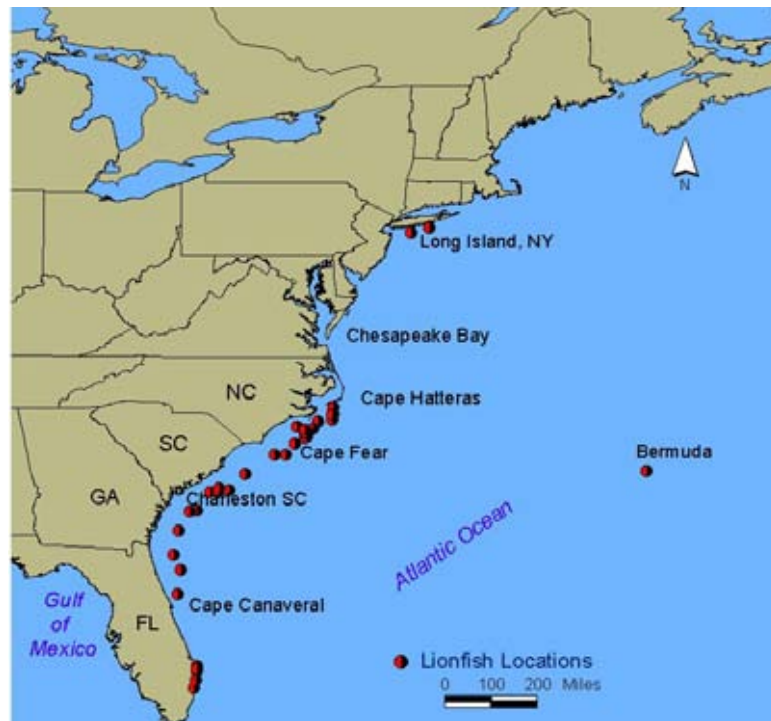 N
Long Island, NY
Chesapeake Bay
NC
Cape Hatteras
SC
Cape Fear
Bermuda
GA
Charleston SC
Atlantic Ocean
Gulf
of
Mexico
Cape Canaveral
FL
Lionfish Locations
0 100 200 Miles